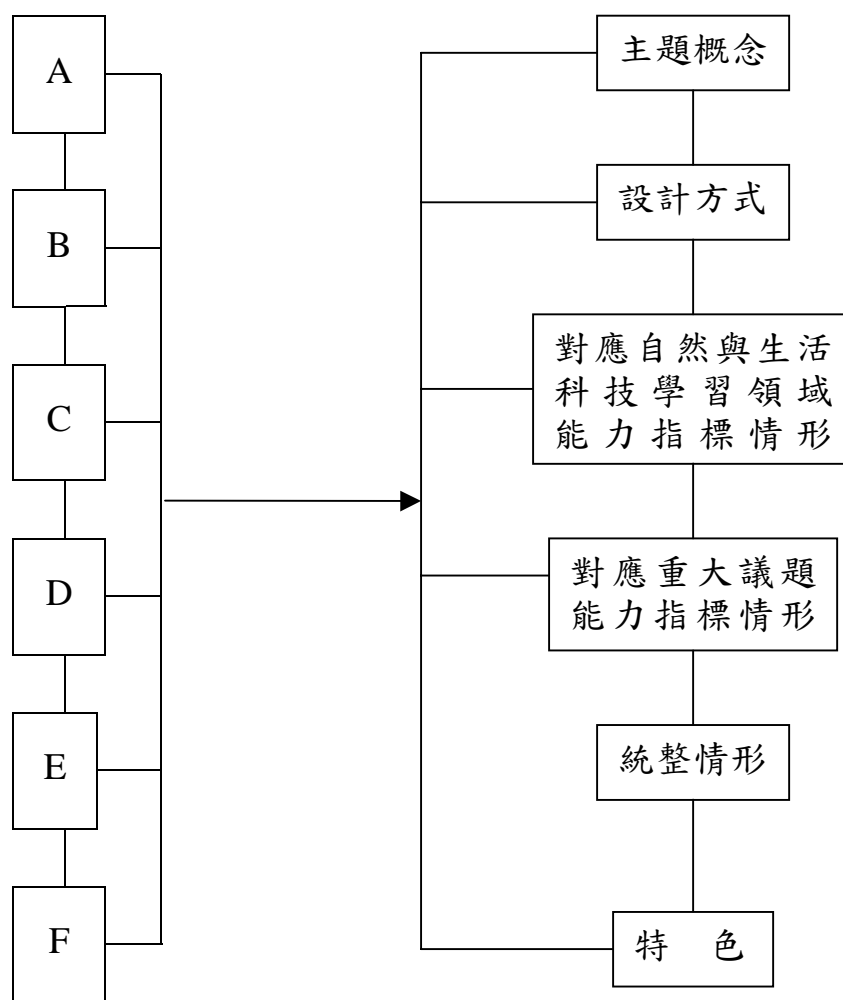 A
B
C
D
E
F
主題概念
設計方式
對應自然與生活
科技學習領域
能力指標情形
對應重大議題
能力指標情形
統整情形
特 色